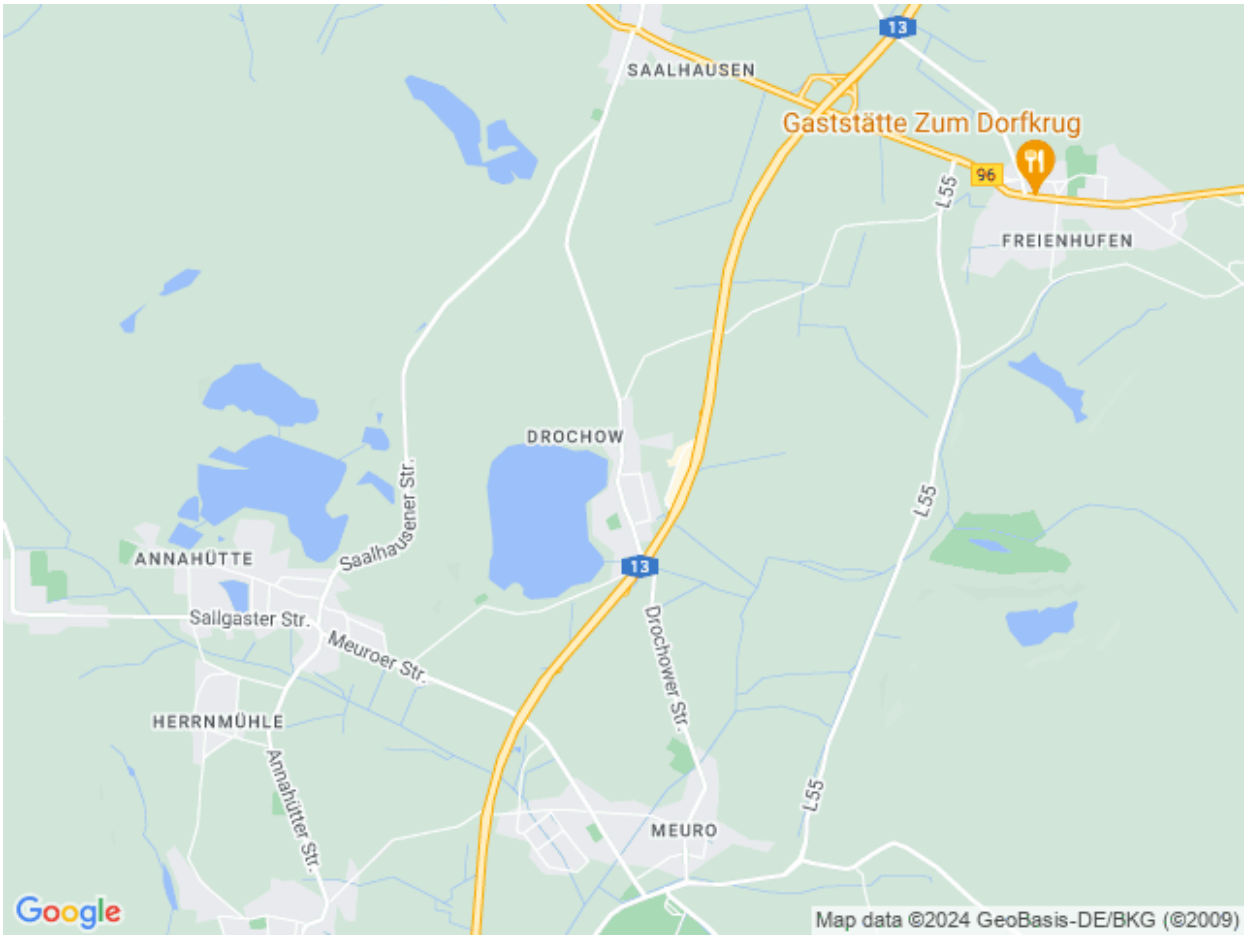 13
SAALHAUSEN
Gaststätte Zum Dorfkrug
96
L55
FREIENHUFEN
DROCHOW
Saalhausener Str.
L55
ANNAHÜTTE
13
Sallgaster Str.
Meuroer Str.
Drochower Str.
HERRNMÜHLE
Annahütter Str.
L55
MEURO
Google
Map data ©2024 GeoBasis-DE/BKG (©2009)